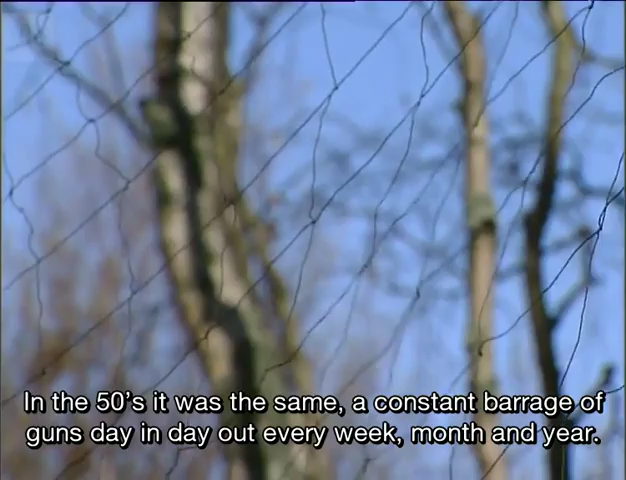 In the 50's it was the same, a constant barrage of
guns day in day out every week, month and year.